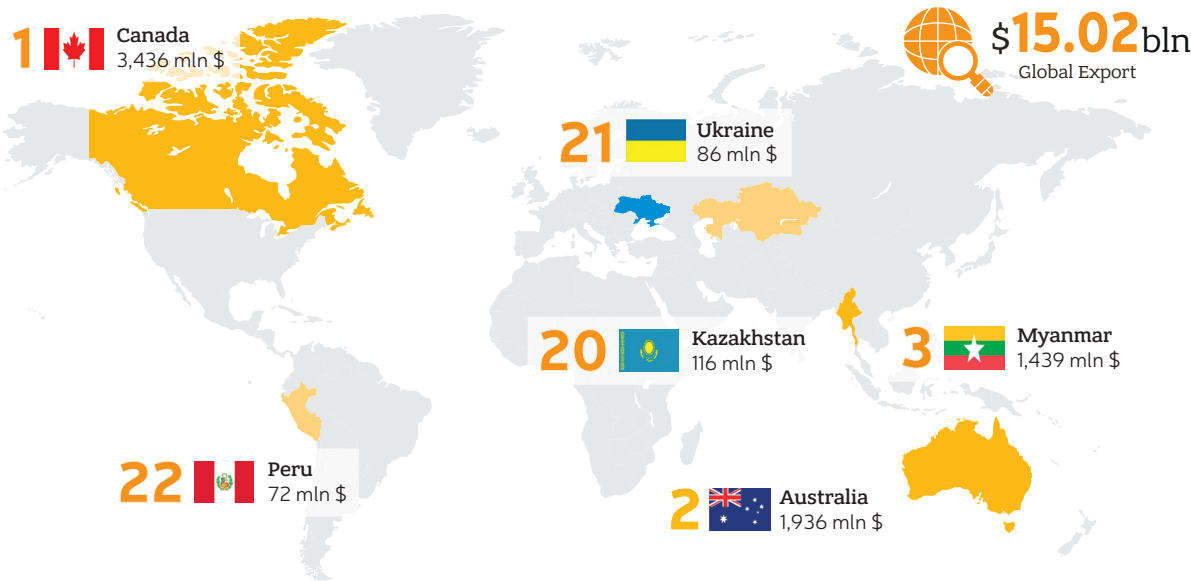 1
Canada
3,436 mln $
$15.02bln
Global Export
21
Ukraine
86 mln $
20
Kazakhstan
116 mln $
3
Myanmar
1,439 mln $
22
Peru
72 mln $
2
Australia
1,936 mln $